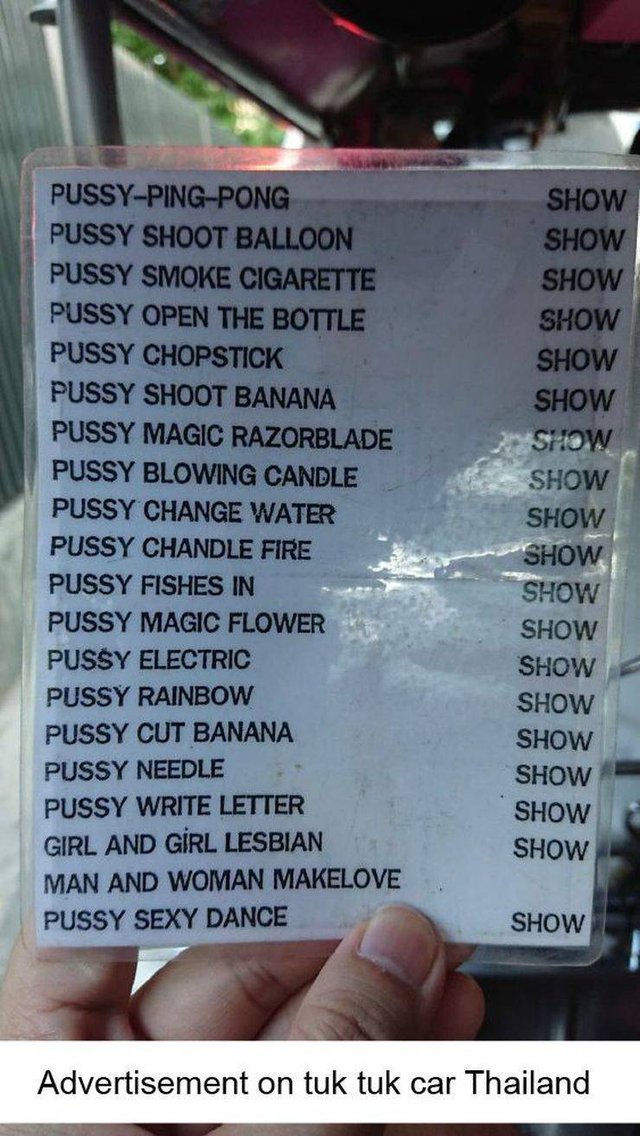 PUSSY-PING-PONG SHOW
PUSSY SHOOT BALLOON SHOW
PUSSY SMOKE CIGARETTE SHOW
PUSSY OPEN THE BOTTLE SHOW
PUSSY CHOPSTICK SHOW
PUSSY SHOOT BANANA SHOW
PUSSY MAGIC RAZORBLADE SHOW
PUSSY BLOWING CANDLE SHOW
PUSSY CHANGE WATER SHOW
PUSSY CHANDLE FIRE SHOW
PUSSY FISHES IN SHOW
PUSSY MAGIC FLOWER SHOW
PUSSY ELECTRIC SHOW
PUSSY RAINBOW SHOW
PUSSY CUT BANANA SHOW
PUSSY NEEDLE SHOW
PUSSY WRITE LETTER SHOW
GIRL AND GIRL LESBIAN SHOW
MAN AND WOMAN MAKELOVE
PUSSY SEXY DANCE SHOW
Advertisement on tuk tuk car Thailand